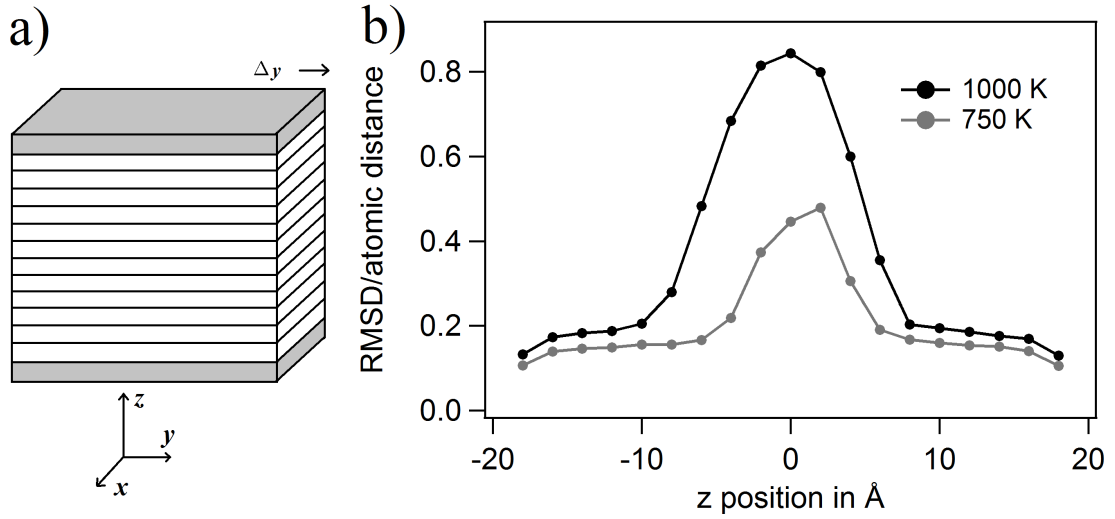 a)
Δy
z
y
x
b)
RMSD/atomic distance
0.8
0.6
0.4
0.2
0.0
1000 K
750 K
-20
-10
0
10
20
z position in Å